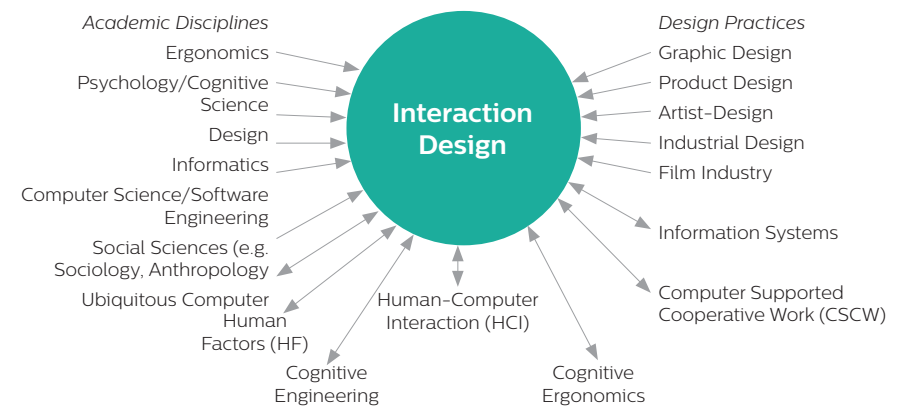 Academic Disciplines
Ergonomics
Psychology/Cognitive
Science
Design
Informatics
Computer Science/Software
Engineering
Social Sciences (e.g.
Sociology, Anthropology
Ubiquitous Computer
Human
Factors (HF)
Cognitive
Engineering
Interaction
Design
Human-Computer
Interaction (HCI)
Cognitive
Ergonomics
Design Practices
Graphic Design
Product Design
Artist-Design
Industrial Design
Film Industry
Information Systems
Computer Supported
Cooperative Work (CSCW)